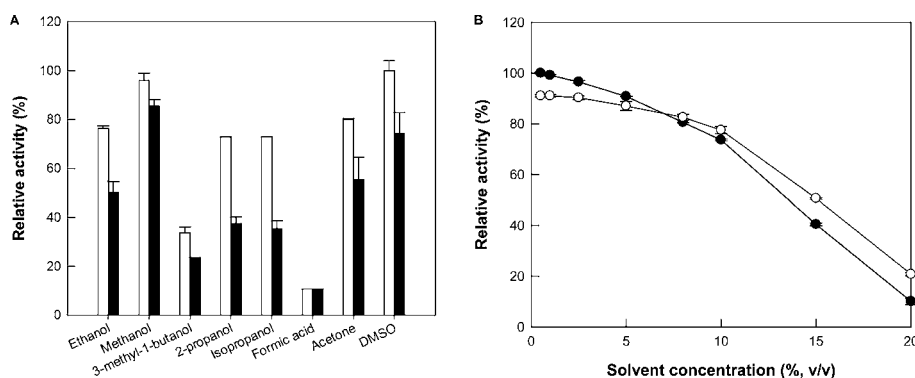 A
Relative activity (%)
120
100
80
60
40
20
0
Ethanol
Methanol
3-methyl-1-butanol
2-propanol
Isopropanol
Formic acid
Acetone
DMSO
B
Relative activity (%)
120
100
80
60
40
20
0
0
5
10
15
20
Solvent concentration (%, v/v)